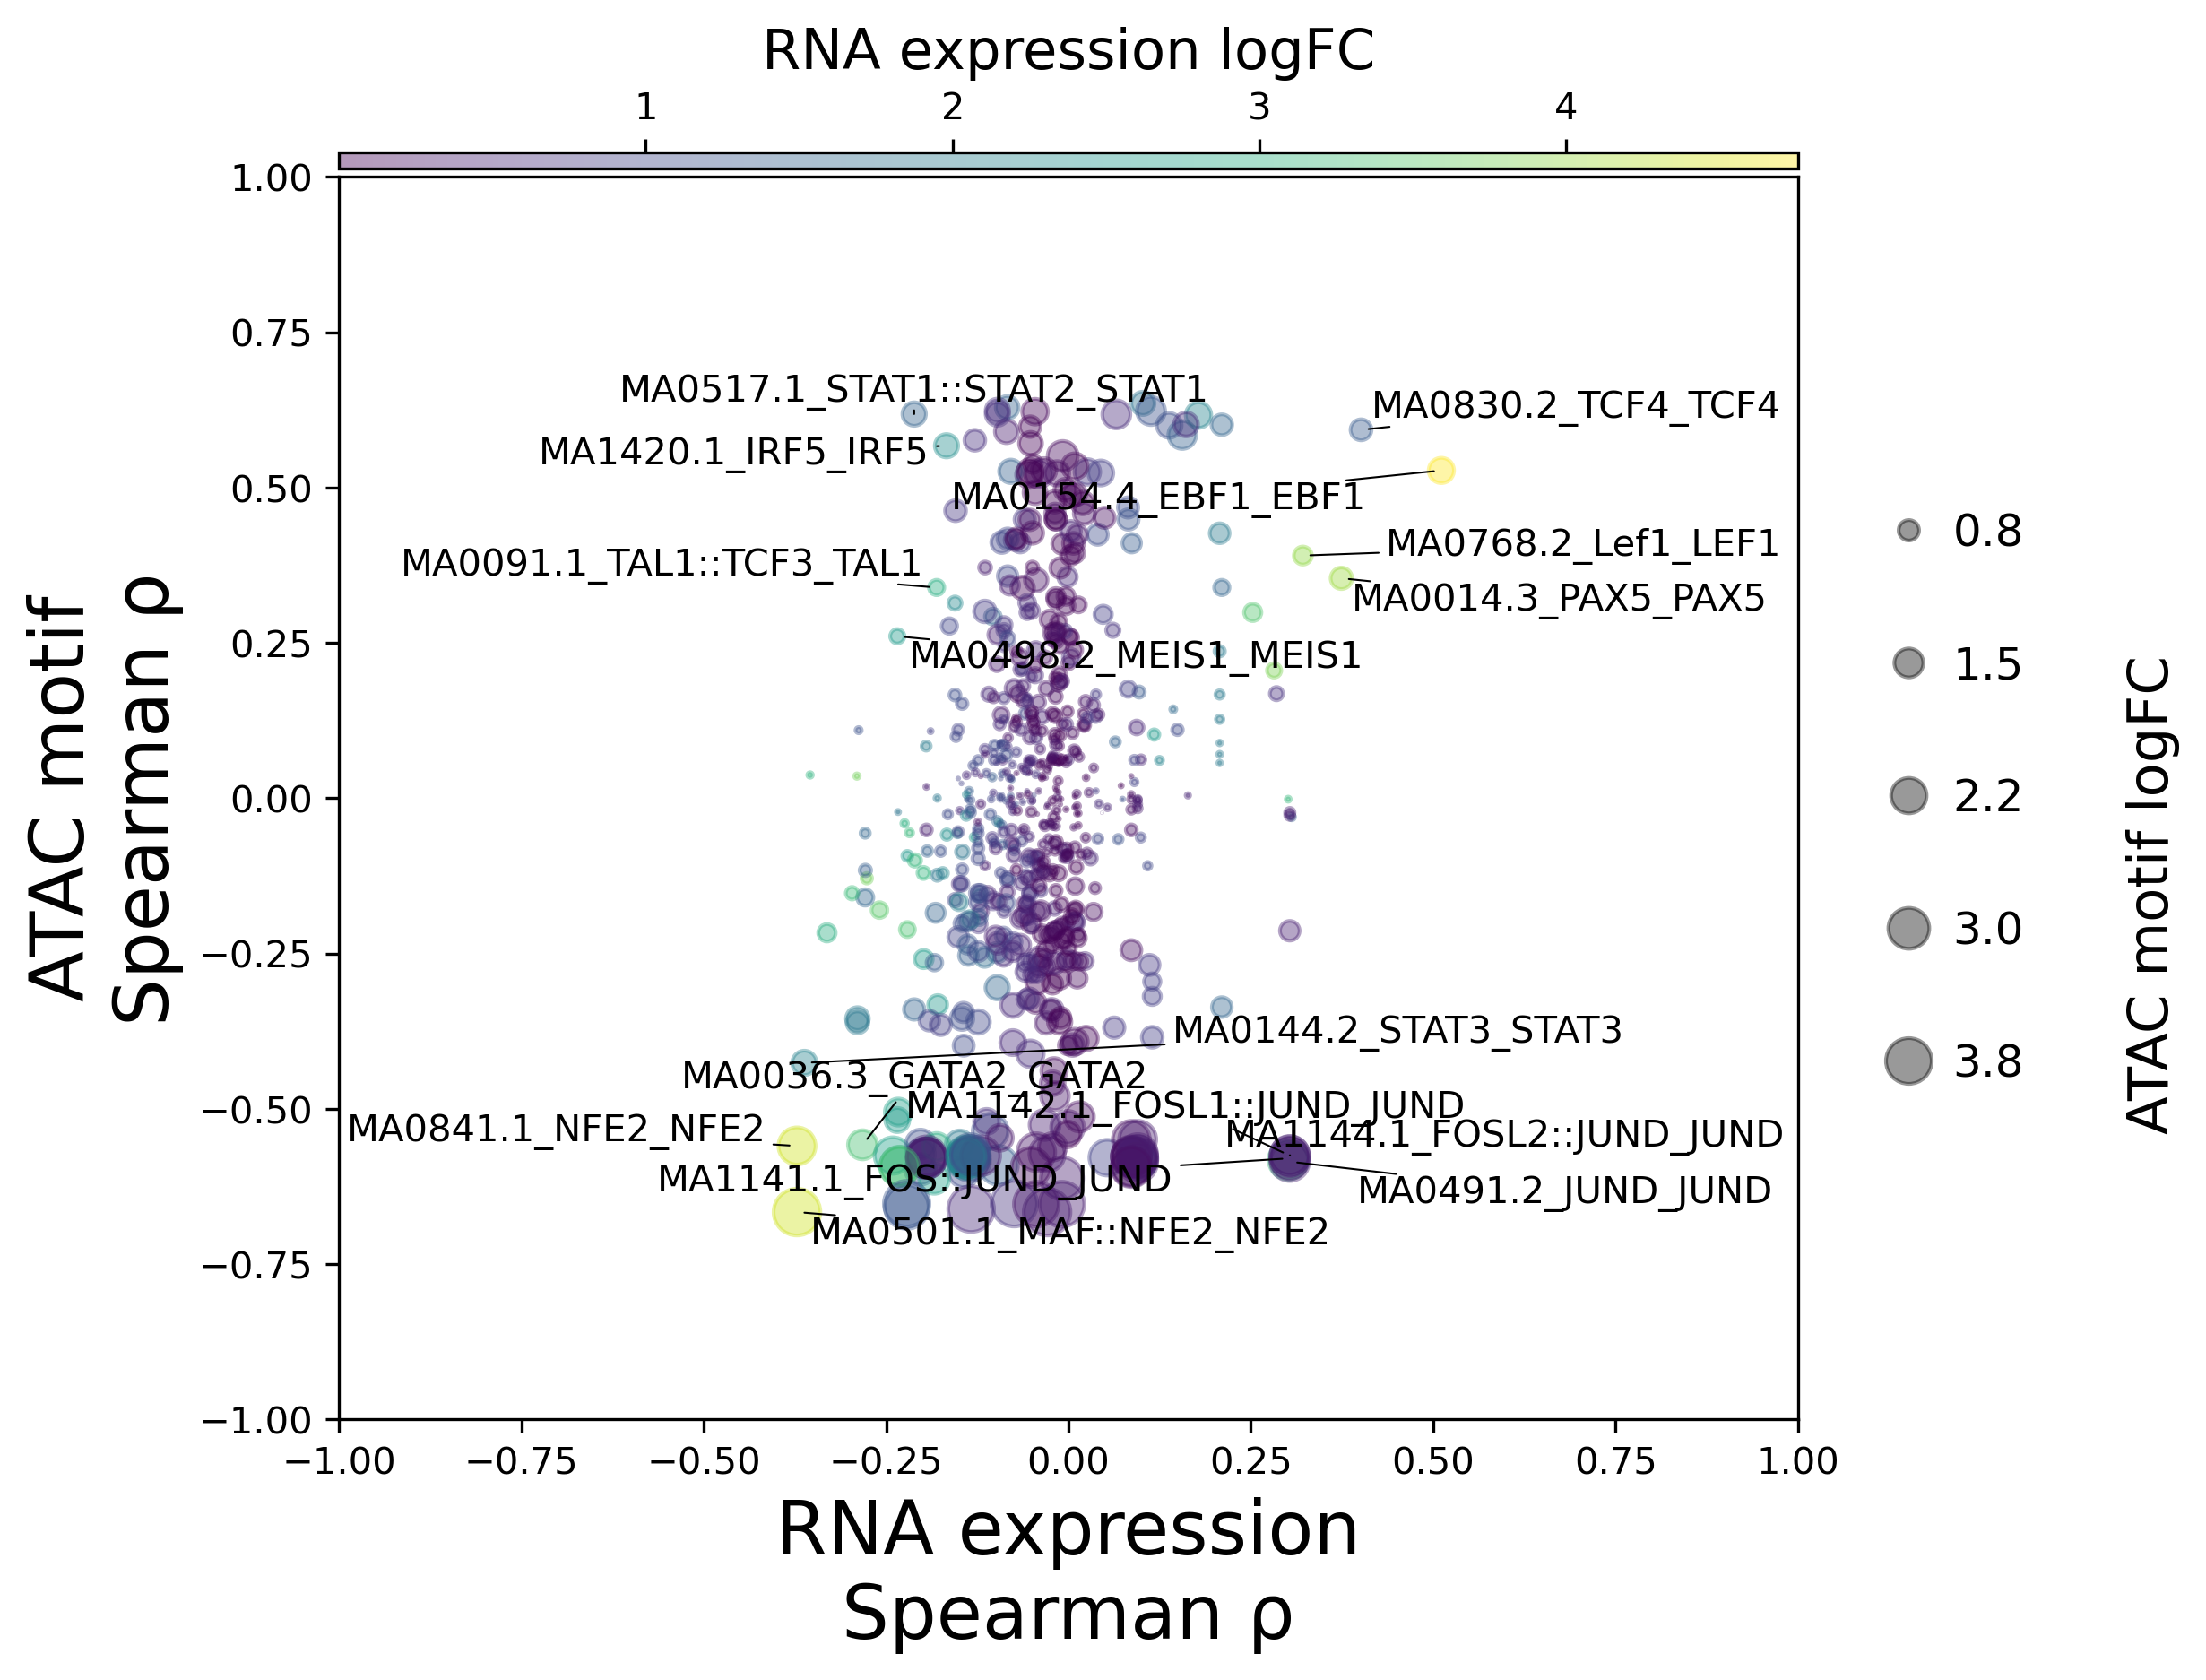 RNA expression logFC
1 2 3 4
1.00
0.75
0.50
0.25
0.00
−0.25
−0.50
−0.75
−1.00
ATAC motif
Spearman ρ
MA0517.1_STAT1::STAT2_STAT1
MA0830.2_TCF4_TCF4
MA1420.1_IRF5_IRF5
MA0154.4_EBF1_EBF1
MA0768.2_Lef1_LEF1
MA0091.1_TAL1::TCF3_TAL1
MA0014.3_PAX5_PAX5
MA0498.2_MEIS1_MEIS1
MA0144.2_STAT3_STAT3
MA0036.3_GATA2_GATA2
MA1142.1_FOSL1::JUND_JUND
MA0841.1_NFE2_NFE2
MA1144.1_FOSL2::JUND_JUND
MA1141.1_FOS::JUND_JUND
MA0491.2_JUND_JUND
MA0501.1_MAF::NFE2_NFE2
−1.00 −0.75 −0.50 −0.25 0.00 0.25 0.50 0.75 1.00
RNA expression
Spearman ρ
0.8
1.5
2.2
3.0
3.8
ATAC motif logFC